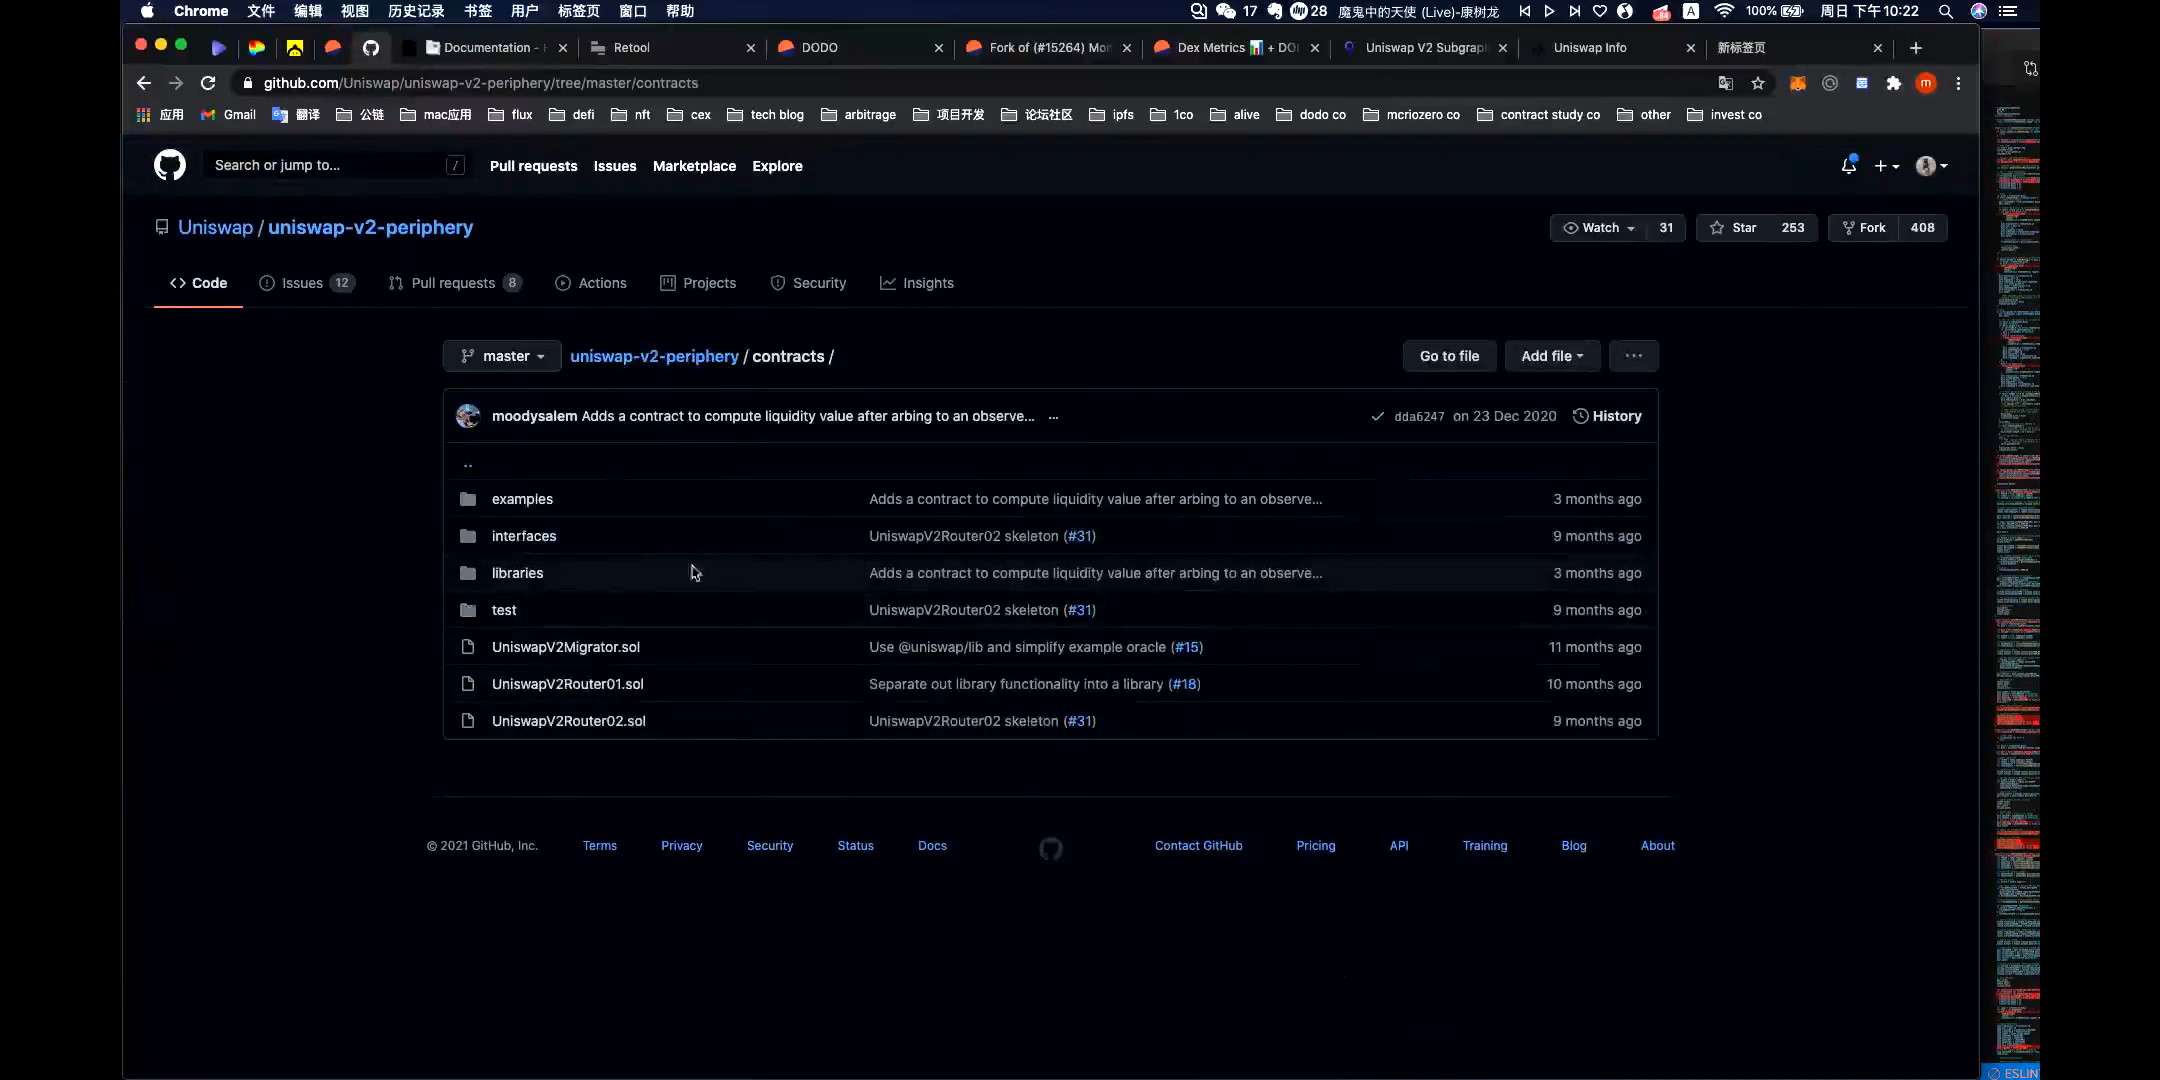 Chrome 文件 编辑 视图 历史记录 书签 用户 标签页 窗口 帮助 17 28 魔鬼中的天使 (Live)-康树龙 A 100% 周日 下午10:22
Documentation - Retool DODO Fork of (#15264) Mon Dex Metrics + DO Uniswap V2 Subgrap Uniswap Info 新标签页
github.com/Uniswap/uniswap-v2-periphery/tree/master/contracts m
应用 Gmail 翻译 公链 mac应用 flux defi nft cex tech blog arbitrage 项目开发 论坛社区 ipfs 1co alive dodo co mcriozero co contract study co other invest co
Search or jump to... / Pull requests Issues Marketplace Explore
Uniswap / uniswap-v2-periphery Watch 31 Star 253 Fork 408
Code Issues 12 Pull requests 8 Actions Projects Security Insights
master uniswap-v2-periphery / contracts / Go to file Add file ...
moodysalem Adds a contract to compute liquidity value after arbing to an observe... ... dda6247 on 23 Dec 2020 History
..
examples Adds a contract to compute liquidity value after arbing to an observe... 3 months ago
interfaces UniswapV2Router02 skeleton (#31) 9 months ago
libraries Adds a contract to compute liquidity value after arbing to an observe... 3 months ago
test UniswapV2Router02 skeleton (#31) 9 months ago
UniswapV2Migrator.sol Use @uniswap/lib and simplify example oracle (#15) 11 months ago
UniswapV2Router01.sol Separate out library functionality into a library (#18) 10 months ago
UniswapV2Router02.sol UniswapV2Router02 skeleton (#31) 9 months ago
© 2021 GitHub, Inc. Terms Privacy Security Status Docs Contact GitHub Pricing API Training Blog About
ESLIN